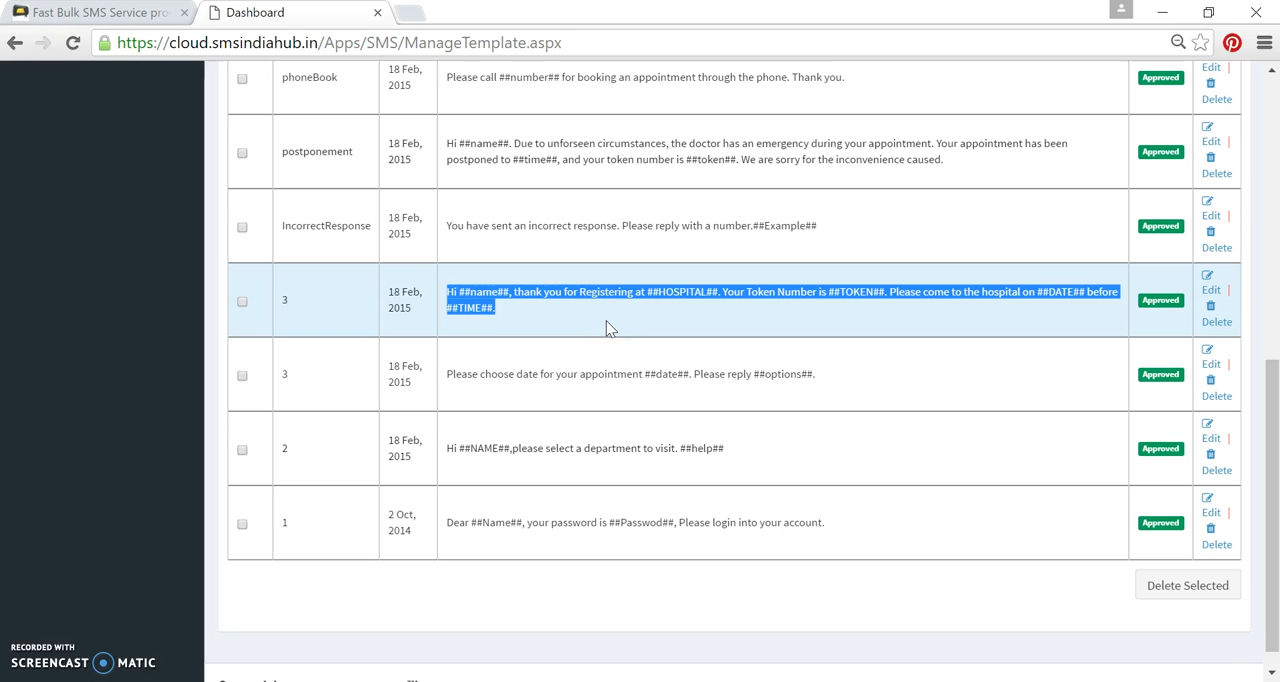 Fast Bulk SMS Service pro
Dashboard
https://cloud.smsindiahub.in/Apps/SMS/ManageTemplate.aspx
phoneBook
18 Feb,
2015
Please call ##number## for booking an appointment through the phone. Thank you.
Approved
Edit |
Delete
postponement
18 Feb,
2015
Hi ##name##. Due to unforseen circumstances, the doctor has an emergency during your appointment. Your appointment has been
postponed to ##time##, and your token number is ##token##. We are sorry for the inconvenience caused.
Approved
Edit |
Delete
IncorrectResponse
18 Feb,
2015
You have sent an incorrect response. Please reply with a number.##Example##
Approved
Edit |
Delete
3
18 Feb,
2015
Hi ##name##, thank you for Registering at ##HOSPITAL##. Your Token Number is ##TOKEN##. Please come to the hospital on ##DATE## before
##TIME##.
Approved
Edit |
Delete
3
18 Feb,
2015
Please choose date for your appointment ##date##. Please reply ##options##.
Approved
Edit |
Delete
2
18 Feb,
2015
Hi ##NAME##,please select a department to visit. ##help##
Approved
Edit |
Delete
1
2 Oct,
2014
Dear ##Name##, your password is ##Passwod##, Please login into your account.
Approved
Edit |
Delete
Delete Selected
RECORDED WITH
SCREENCAST MATIC